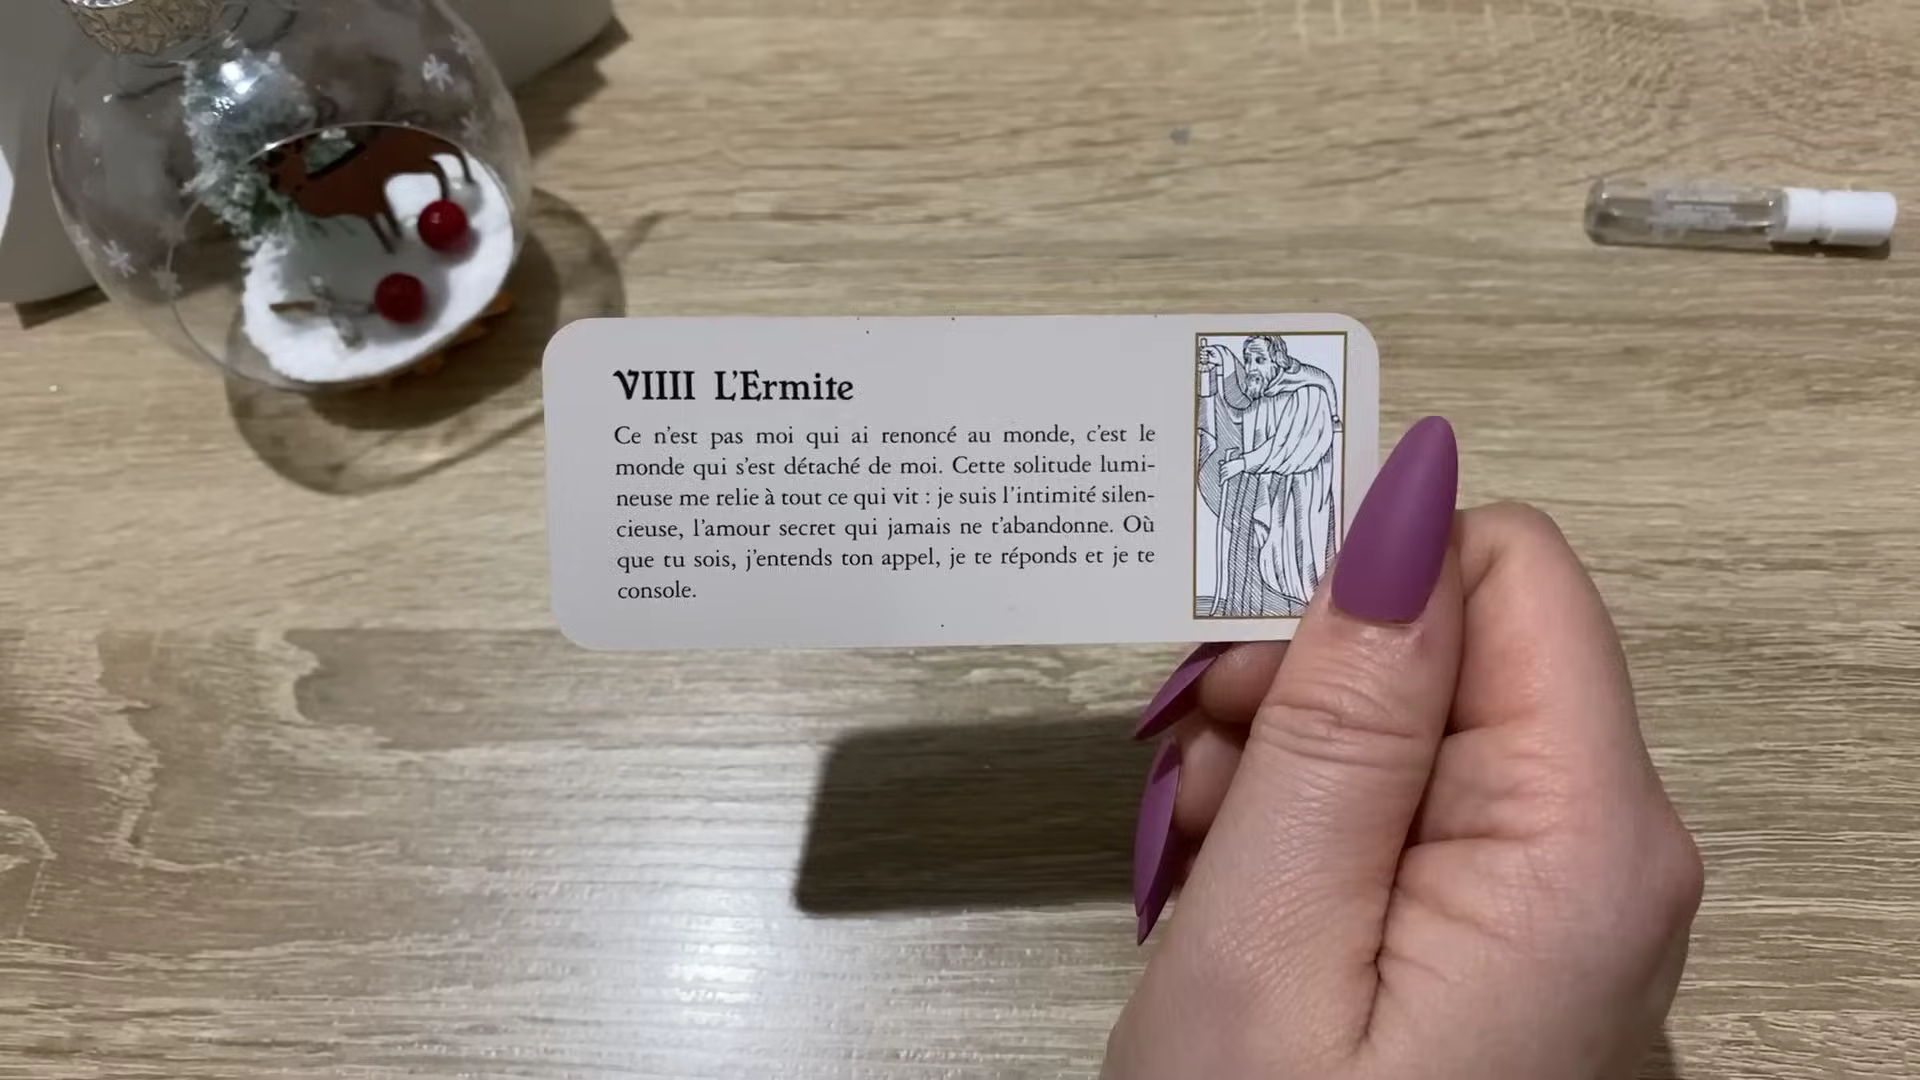 VIIII L'Ermite
Ce n'est pas moi qui ai renoncé au monde, c'est le
monde qui s'est détaché de moi. Cette solitude lumi-
neuse me relie à tout ce qui vit : je suis l'intimité silen-
cieuse, l'amour secret qui jamais ne t'abandonne. Où
que tu sois, j'entends ton appel, je te réponds et je te
console.